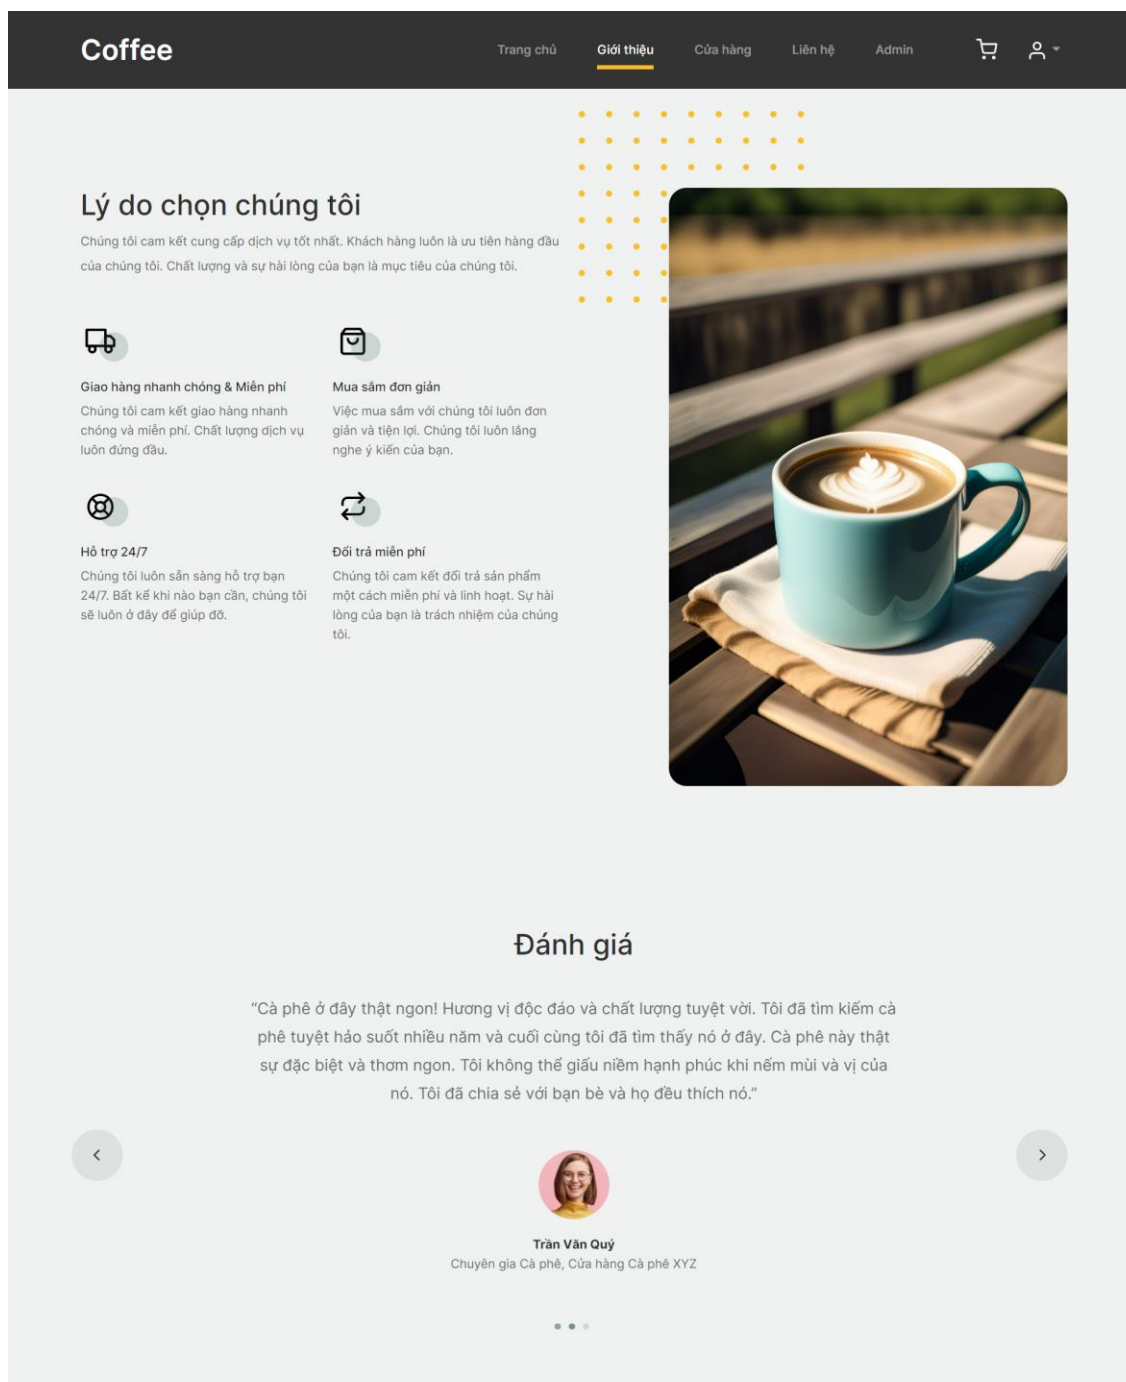 Coffee
Trang chủ
Giới thiệu
Cửa hàng
Liên hệ
Admin
Lý do chọn chúng tôi
Chúng tôi cam kết cung cấp dịch vụ tốt nhất. Khách hàng luôn là ưu tiên hàng đầu
của chúng tôi. Chất lượng và sự hài lòng của bạn là mục tiêu của chúng tôi.
Giao hàng nhanh chóng & Miễn phí
Chúng tôi cam kết giao hàng nhanh
chóng và miễn phí. Chất lượng dịch vụ
luôn đứng đầu.
Mua sắm đơn giản
Việc mua sắm với chúng tôi luôn đơn
giản và tiện lợi. Chúng tôi luôn lắng
nghe ý kiến của bạn.
Hỗ trợ 24/7
Chúng tôi luôn sẵn sàng hỗ trợ bạn
24/7. Bất kể khi nào bạn cần, chúng tôi
sẽ luôn ở đây để giúp đỡ.
Đổi trả miễn phí
Chúng tôi cam kết đổi trả sản phẩm
một cách miễn phí và linh hoạt. Sự hài
lòng của bạn là trách nhiệm của chúng
tôi.
Đánh giá
“Cà phê ở đây thật ngon! Hương vị độc đáo và chất lượng tuyệt vời. Tôi đã tìm kiếm cà
phê tuyệt hảo suốt nhiều năm và cuối cùng tôi đã tìm thấy nó ở đây. Cà phê này thật
sự đặc biệt và thơm ngon. Tôi không thể giấu niềm hạnh phúc khi nếm mùi và vị của
nó. Tôi đã chia sẻ với bạn bè và họ đều thích nó.”
Trần Văn Quý
Chuyên gia Cà phê, Cửa hàng Cà phê XYZ